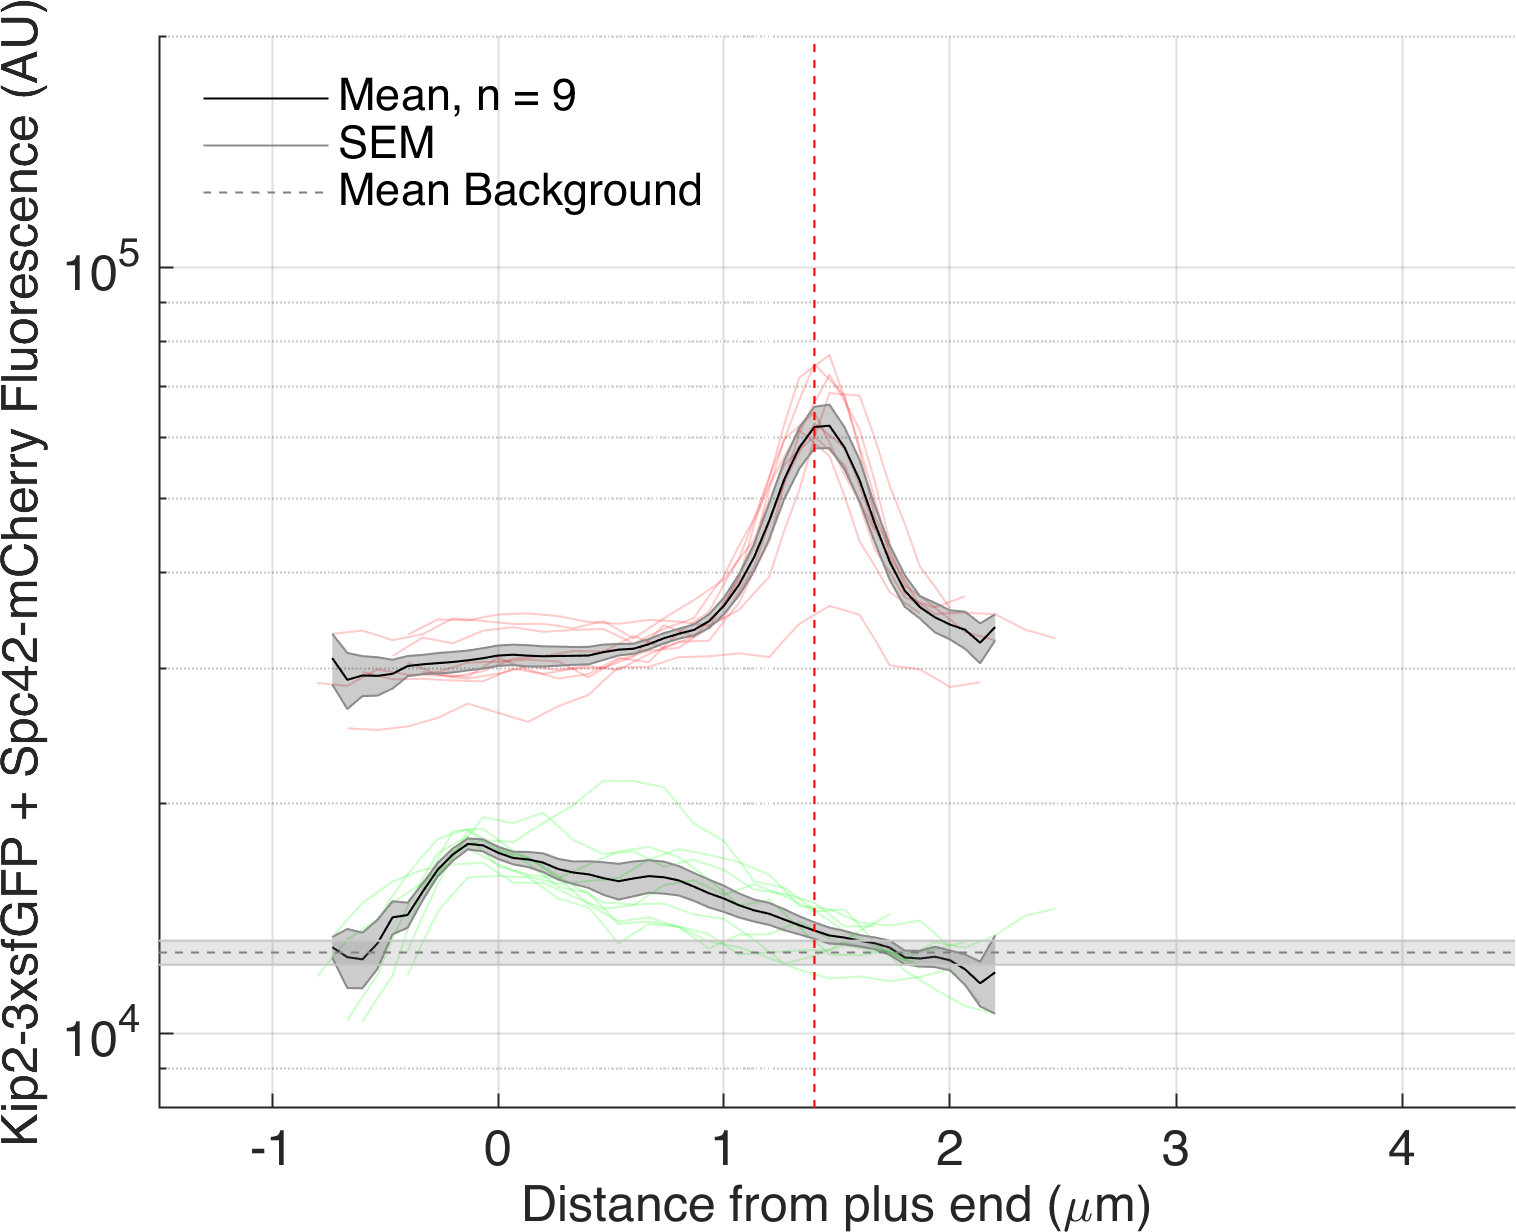 Kip2-3xsfGFP + Spc42-mCherry Fluorescence (AU)
Mean, n = 9
SEM
Mean Background
10^5
10^4
-1 0 1 2 3 4
Distance from plus end (μm)